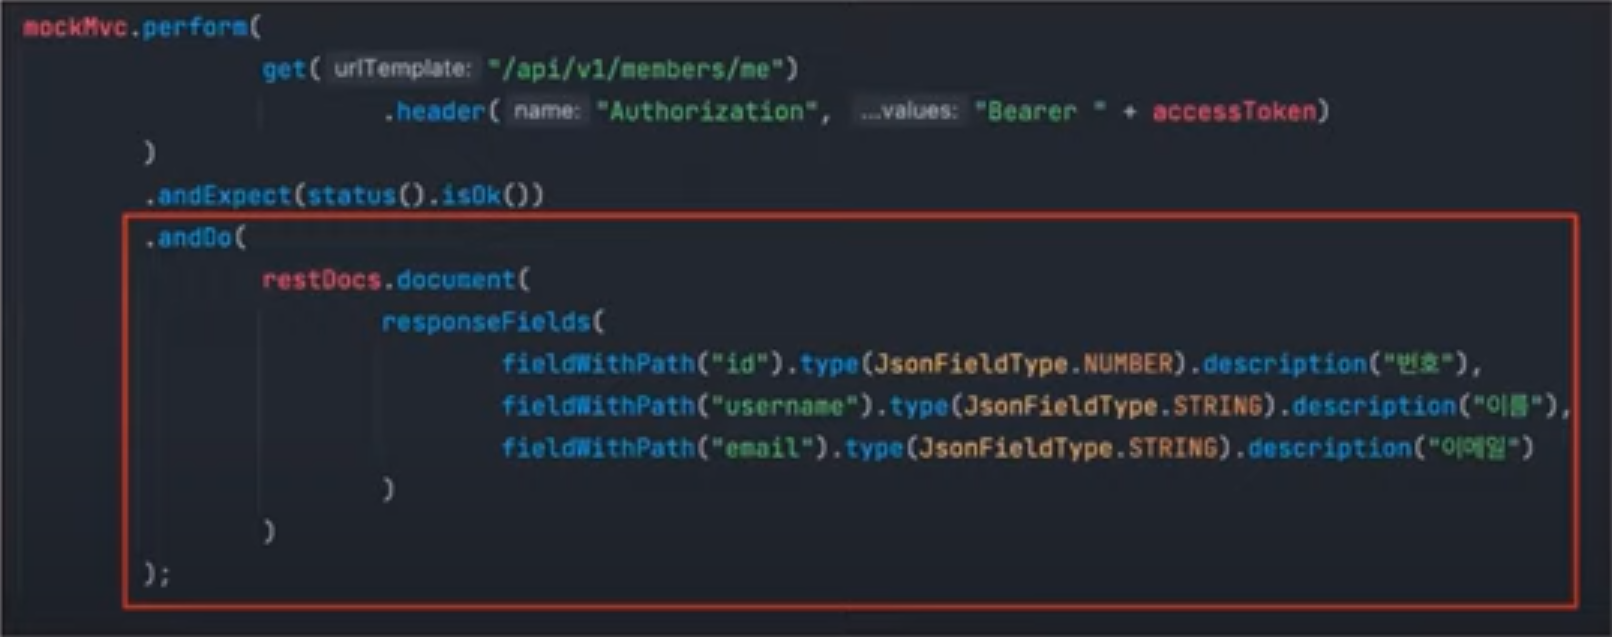 mockMvc.perform(
get( urlTemplate: "/api/v1/members/me")
.header( name: "Authorization", ...values: "Bearer " + accessToken)
)
.andExpect(status().isOk())
.andDo(
restDocs.document(
responseFields(
fieldWithPath("id").type(JsonFieldType.NUMBER).description("번호"),
fieldWithPath("username").type(JsonFieldType.STRING).description("이름"),
fieldWithPath("email").type(JsonFieldType.STRING).description("이메일")
)
)
);